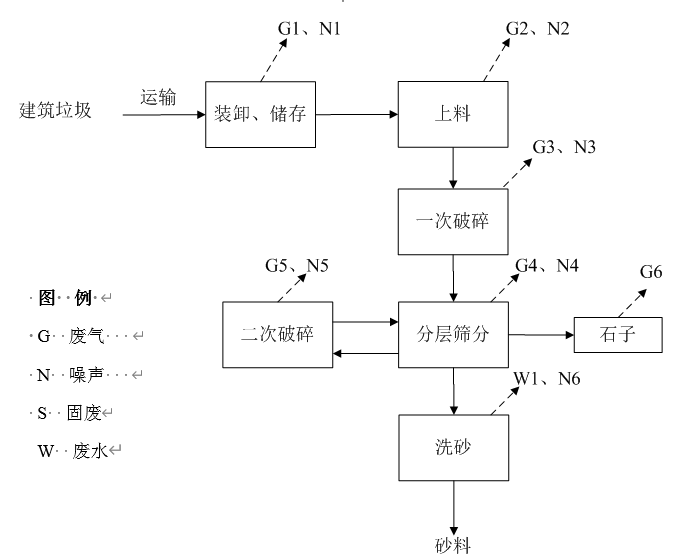 G1、N1
G2、N2
建筑垃圾
运输
装卸、储存
上料
G3、N3
一次破碎
G5、N5
G4、N4
G6
图例
二次破碎
分层筛分
石子
G 废气
N 噪声
W1、N6
S 固废
洗砂
W 废水
砂料